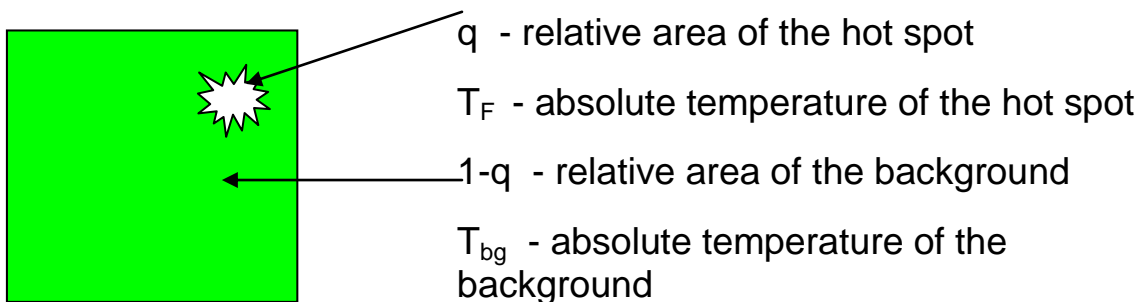 q - relative area of the hot spot
T_F - absolute temperature of the hot spot
1-q - relative area of the background
T_bg - absolute temperature of the
background